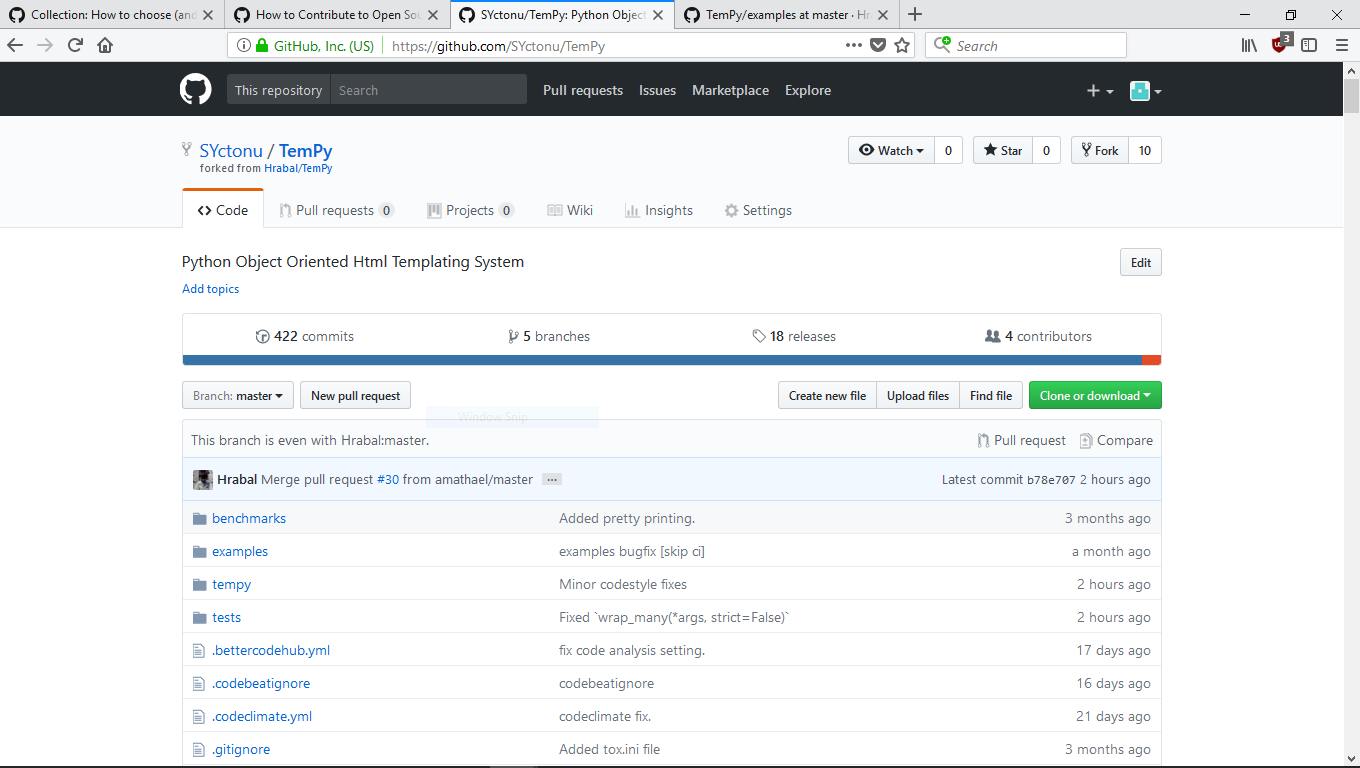 Collection: How to choose (and
How to Contribute to Open Sou
SYctonu/TemPy: Python Object
TemPy/examples at master · Hr
GitHub, Inc. (US)
https://github.com/SYctonu/TemPy
Search
3
This repository
Search
Pull requests
Issues
Marketplace
Explore
SYctonu / TemPy
forked from Hrabal/TemPy
Watch
0
Star
0
Fork
10
Code
Pull requests 0
Projects 0
Wiki
Insights
Settings
Python Object Oriented Html Templating System
Edit
Add topics
422 commits
5 branches
18 releases
4 contributors
Branch: master
New pull request
Create new file
Upload files
Find file
Clone or download
Window Snip
This branch is even with Hrabal:master.
Pull request
Compare
Hrabal Merge pull request #30 from amathael/master
Latest commit b78e707 2 hours ago
benchmarks Added pretty printing. 3 months ago
examples examples bugfix [skip ci] a month ago
tempy Minor codestyle fixes 2 hours ago
tests Fixed `wrap_many(*args, strict=False)` 2 hours ago
.bettercodehub.yml fix code analysis setting. 17 days ago
.codebeatignore codebeatignore 16 days ago
.codeclimate.yml codeclimate fix. 21 days ago
.gitignore Added tox.ini file 3 months ago